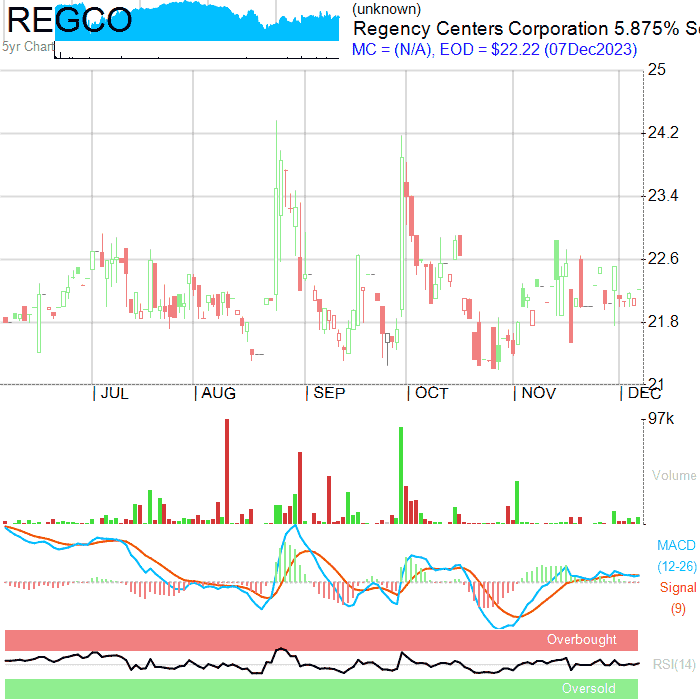 REGCO
5yr Chart
(unknown)
Regency Centers Corporation 5.875% Se
MC = (N/A), EOD = $22.22 (07Dec2023)
25
24.2
23.4
22.6
21.8
21
JUL AUG SEP OCT NOV DEC
97k
Volume
MACD
(12-26)
Signal
(9)
Overbought
RSI(14)
Oversold